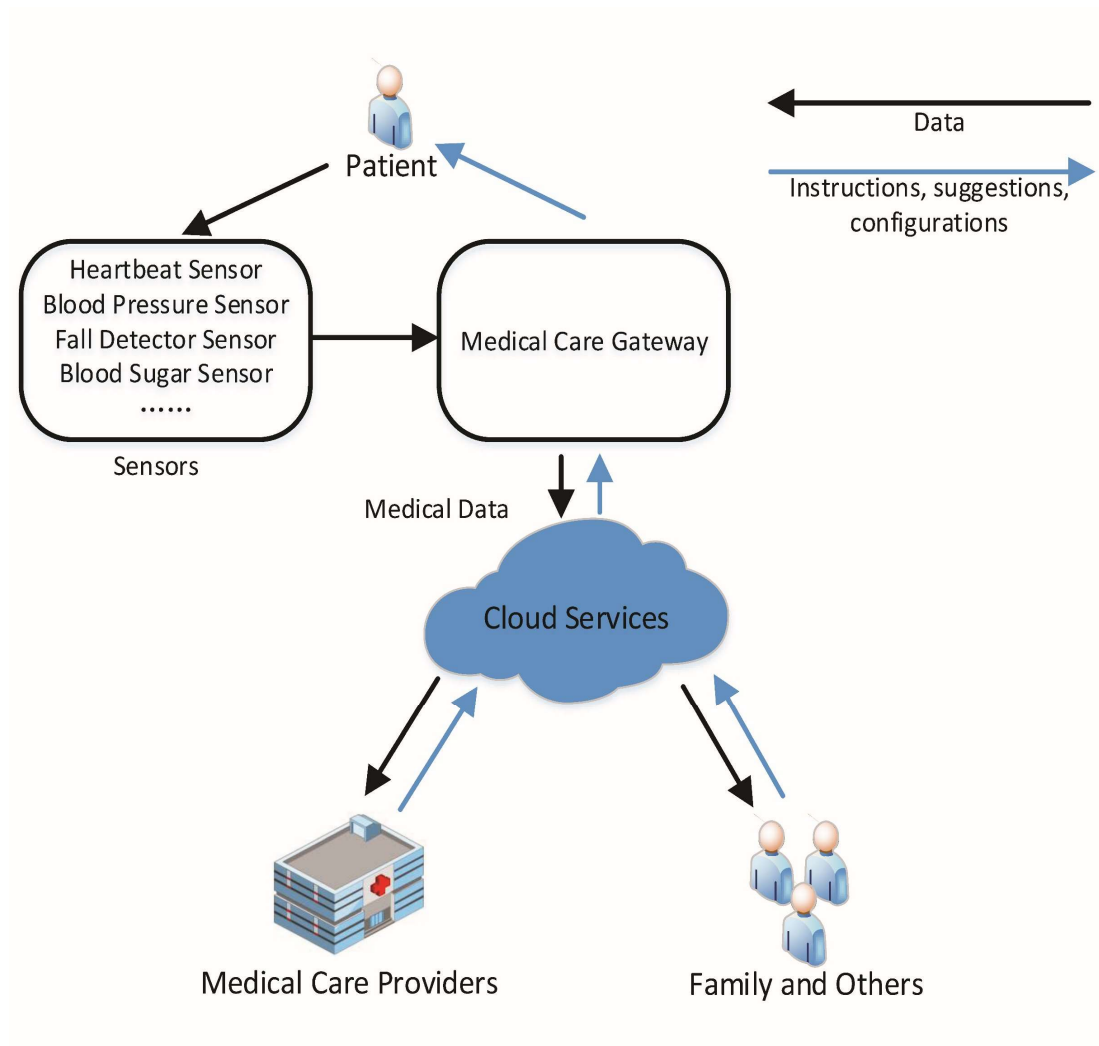 Patient
Data
Instructions, suggestions,
configurations
Heartbeat Sensor
Blood Pressure Sensor
Fall Detector Sensor
Blood Sugar Sensor
......
Sensors
Medical Care Gateway
Medical Data
Cloud Services
Medical Care Providers
Family and Others